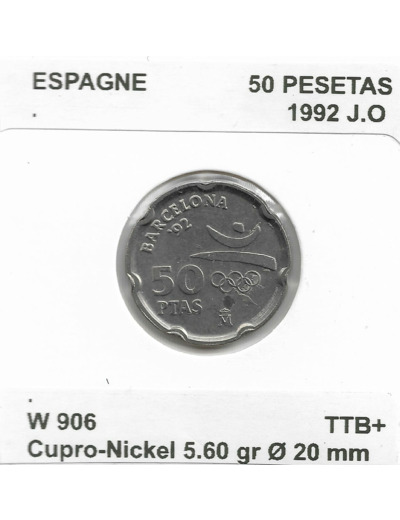 ESPAGNE 50 PESETAS
1992 J.O
BARCELONA
'92
50
PTAS
M
W 906 TTB+
Cupro-Nickel 5.60 gr Ø 20 mm